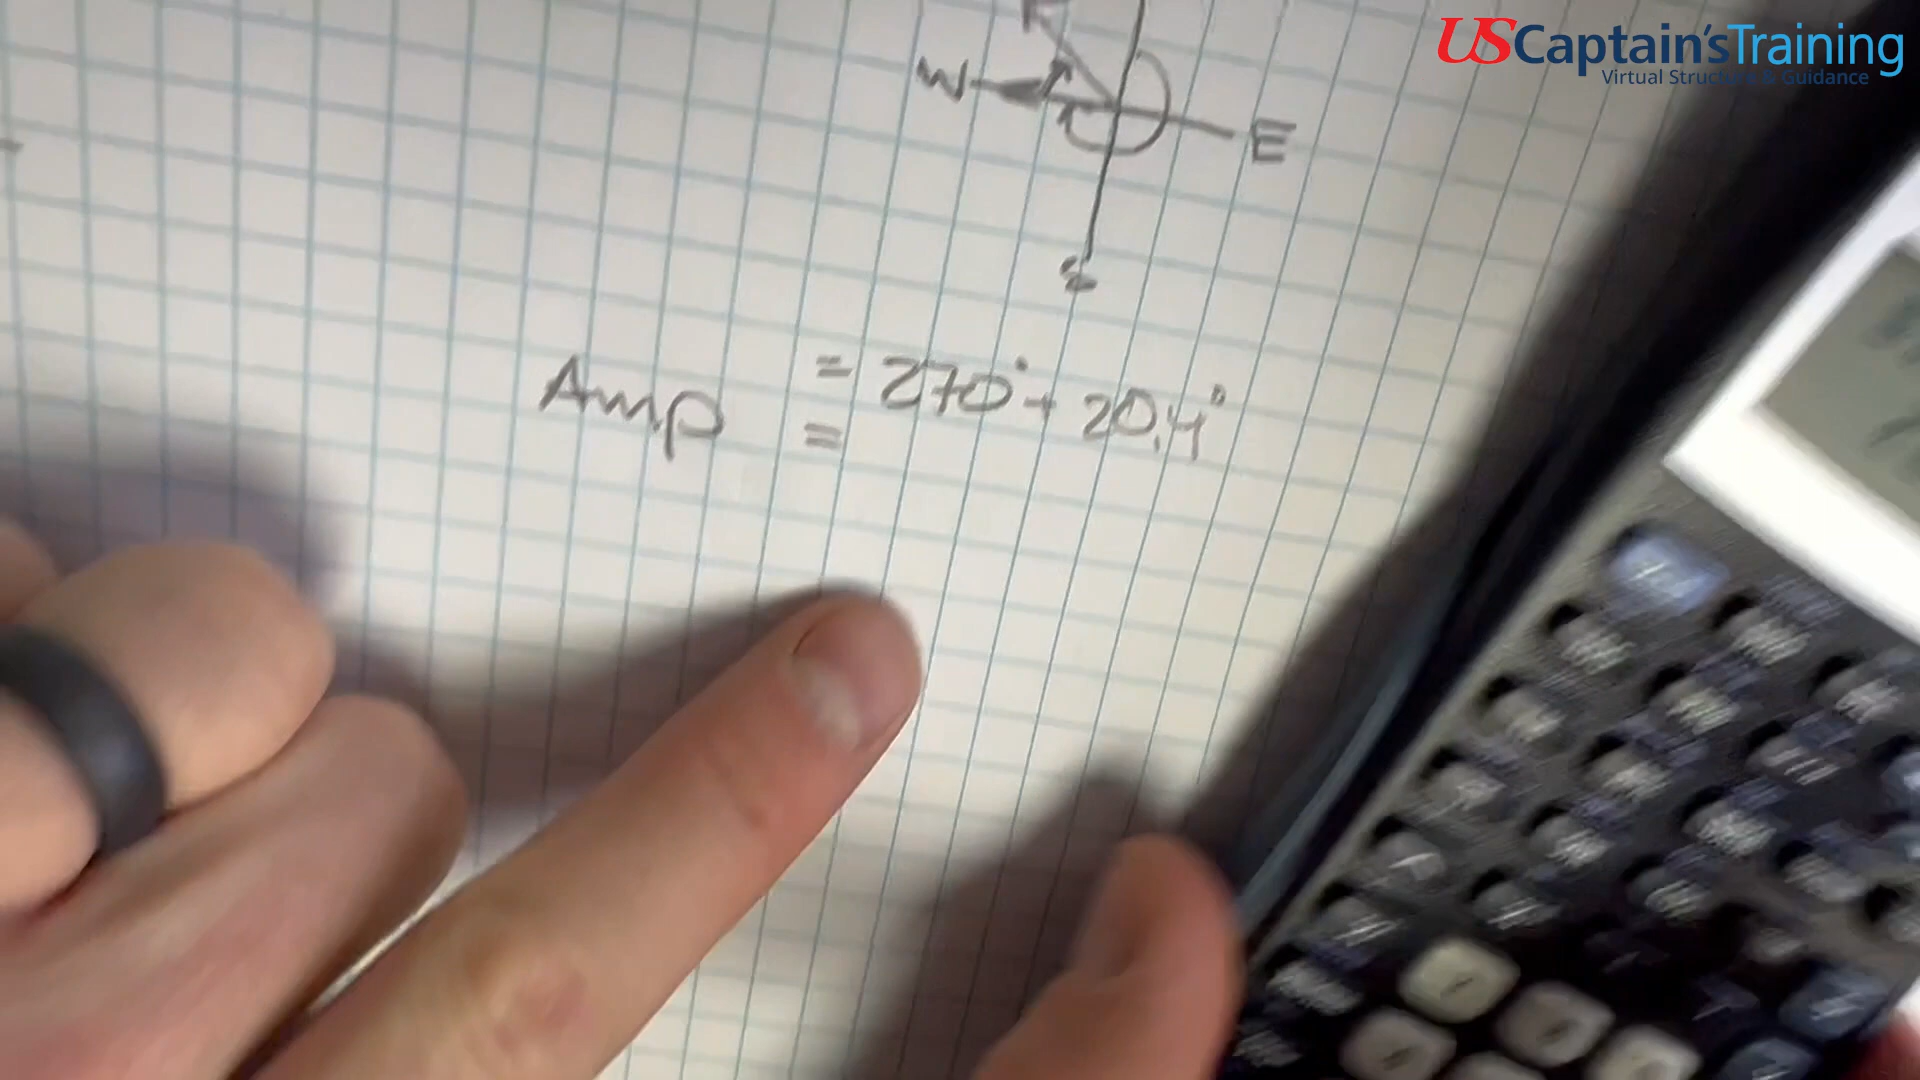 USCaptain'sTraining
Virtual Structure & Guidance
W
E
S
Amp = 270° + 20.4°
=